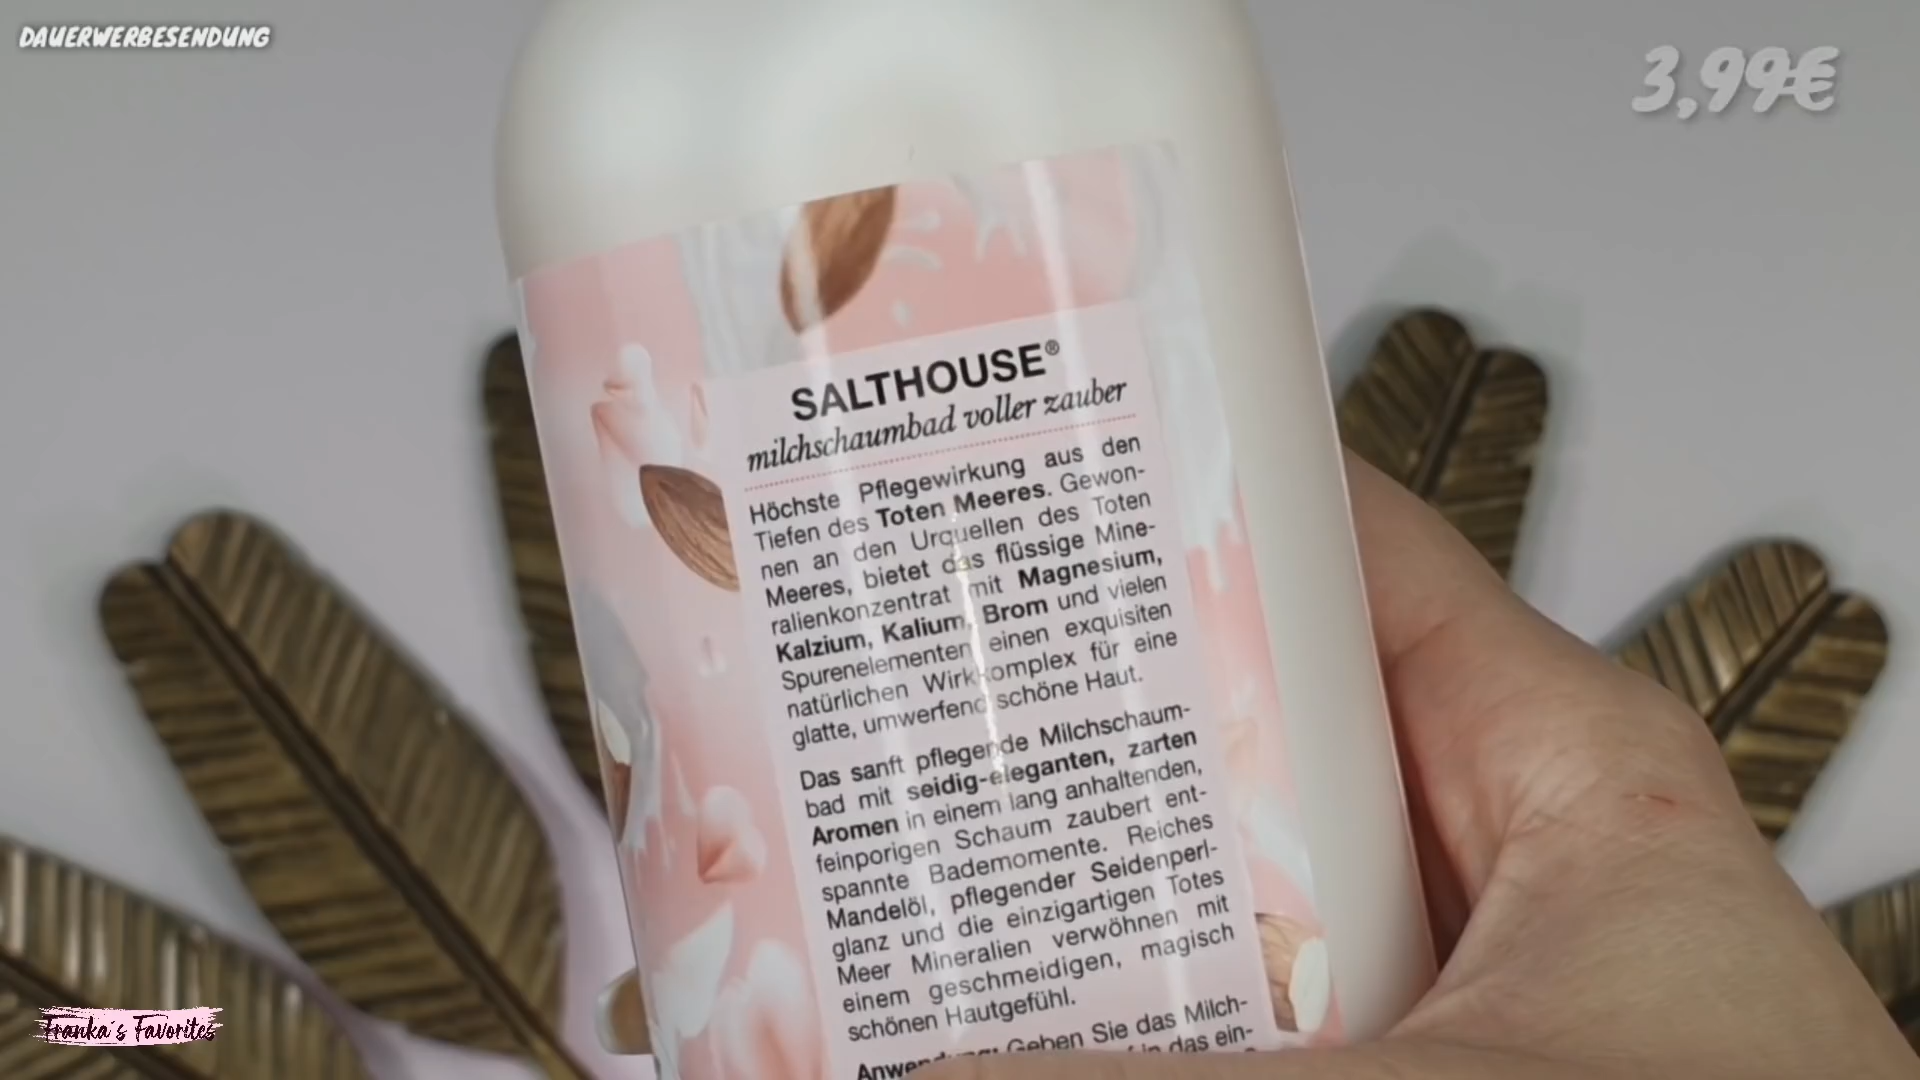 DAUERWERBESENDUNG
3,99€
SALTHOUSE®
milchschaumbad voller zauber
Höchste Pflegewirkung aus den
Tiefen des Toten Meeres. Gewon-
nen an den Urquellen des Toten
Meeres, bietet das flüssige Mine-
ralienkonzentrat mit Magnesium,
Kalzium, Kalium, Brom und vielen
Spurenelementen einen exquisiten
natürlichen Wirkkomplex für eine
glatte, umwerfend schöne Haut.
Das sanft pflegende Milchschaum-
bad mit seidig-eleganten, zarten
Aromen in einem lang anhaltenden,
feinporigen Schaum zaubert ent-
spannte Bademomente. Reiches
Mandelöl, pflegender Seidenperl-
glanz und die einzigartigen Totes
Meer Mineralien verwöhnen mit
einem geschmeidigen, magisch
schönen Hautgefühl.
Anwendung: Geben Sie das Milch-
in das ein-
Franka's Favorites